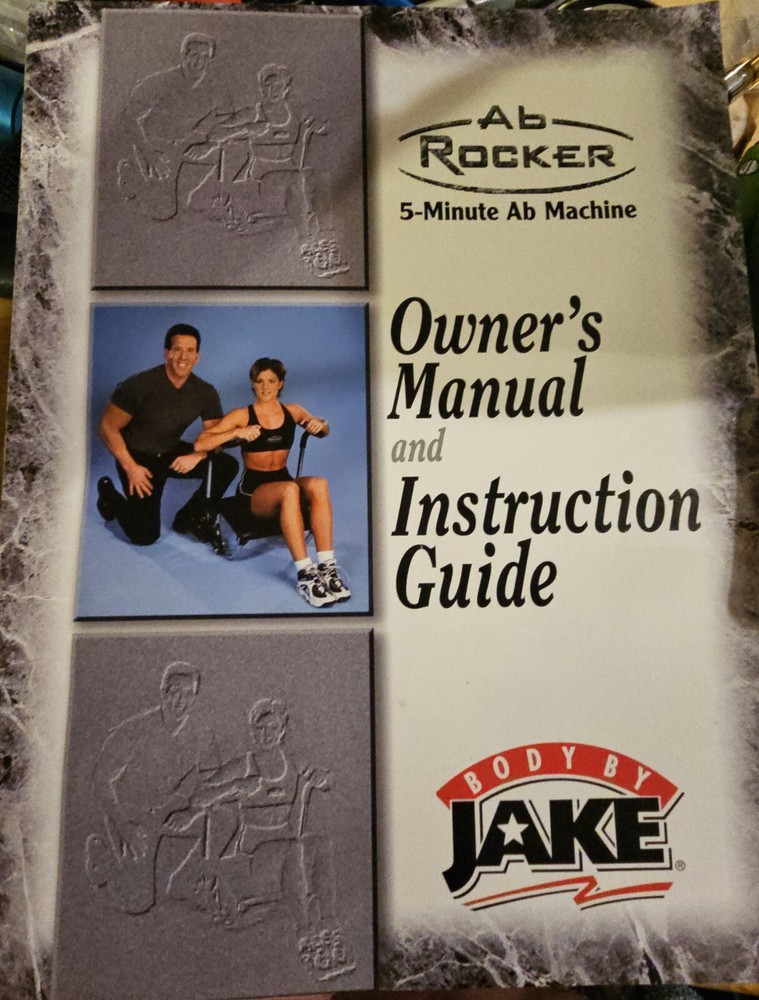 Ab
ROCKER
5-Minute Ab Machine
Owner's
Manual
and
Instruction
Guide
BODY BY
JAKE®